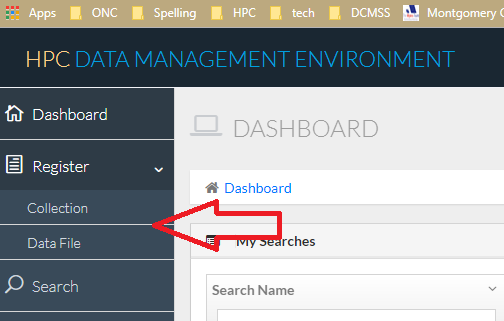 Apps ONC Spelling HPC tech DCMSS Montgomery
HPC DATA MANAGEMENT ENVIRONMENT
Dashboard
DASHBOARD
Register
Dashboard
Collection
Data File
My Searches
Search
Search Name